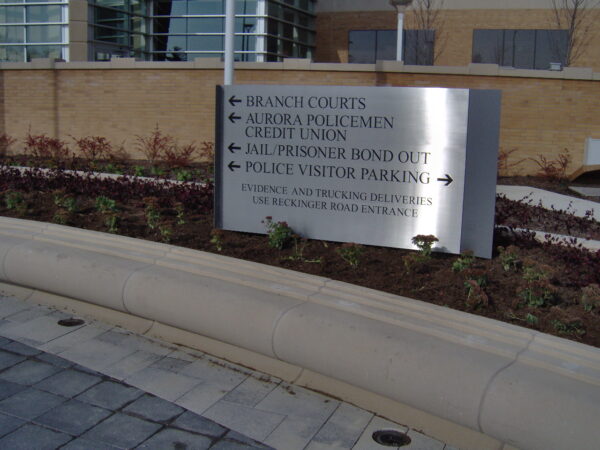 ← BRANCH COURTS
← AURORA POLICEMEN
CREDIT UNION
← JAIL/PRISONER BOND OUT
← POLICE VISITOR PARKING →
EVIDENCE AND TRUCKING DELIVERIES
USE RECKINGER ROAD ENTRANCE